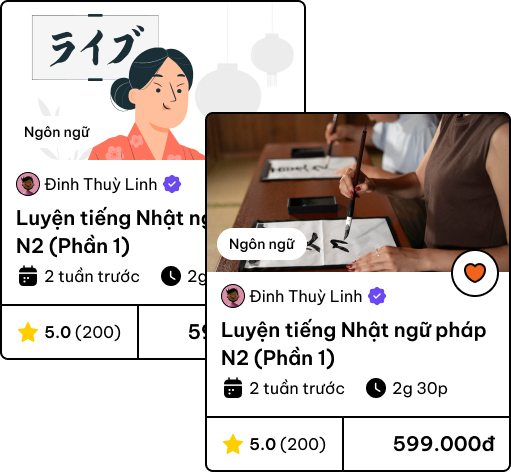 ライブ
Ngôn ngữ
Đinh Thuỳ Linh
Luyện tiếng Nhật ng
N2 (Phần 1)
2 tuần trước
2g
5.0 (200)
59
Ngôn ngữ
Đinh Thuỳ Linh
Luyện tiếng Nhật ngữ pháp
N2 (Phần 1)
2 tuần trước
2g 30p
5.0 (200)
599.000đ